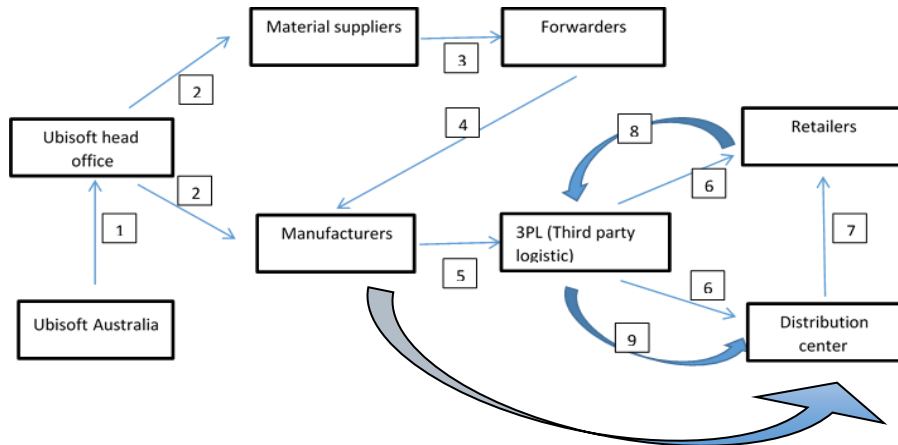 Material suppliers
Forwarders
3
2
4
8
Retailers
Ubisoft head
office
2
6
1
Manufacturers
3PL (Third party
logistic)
7
5
6
Ubisoft Australia
9
Distribution
center